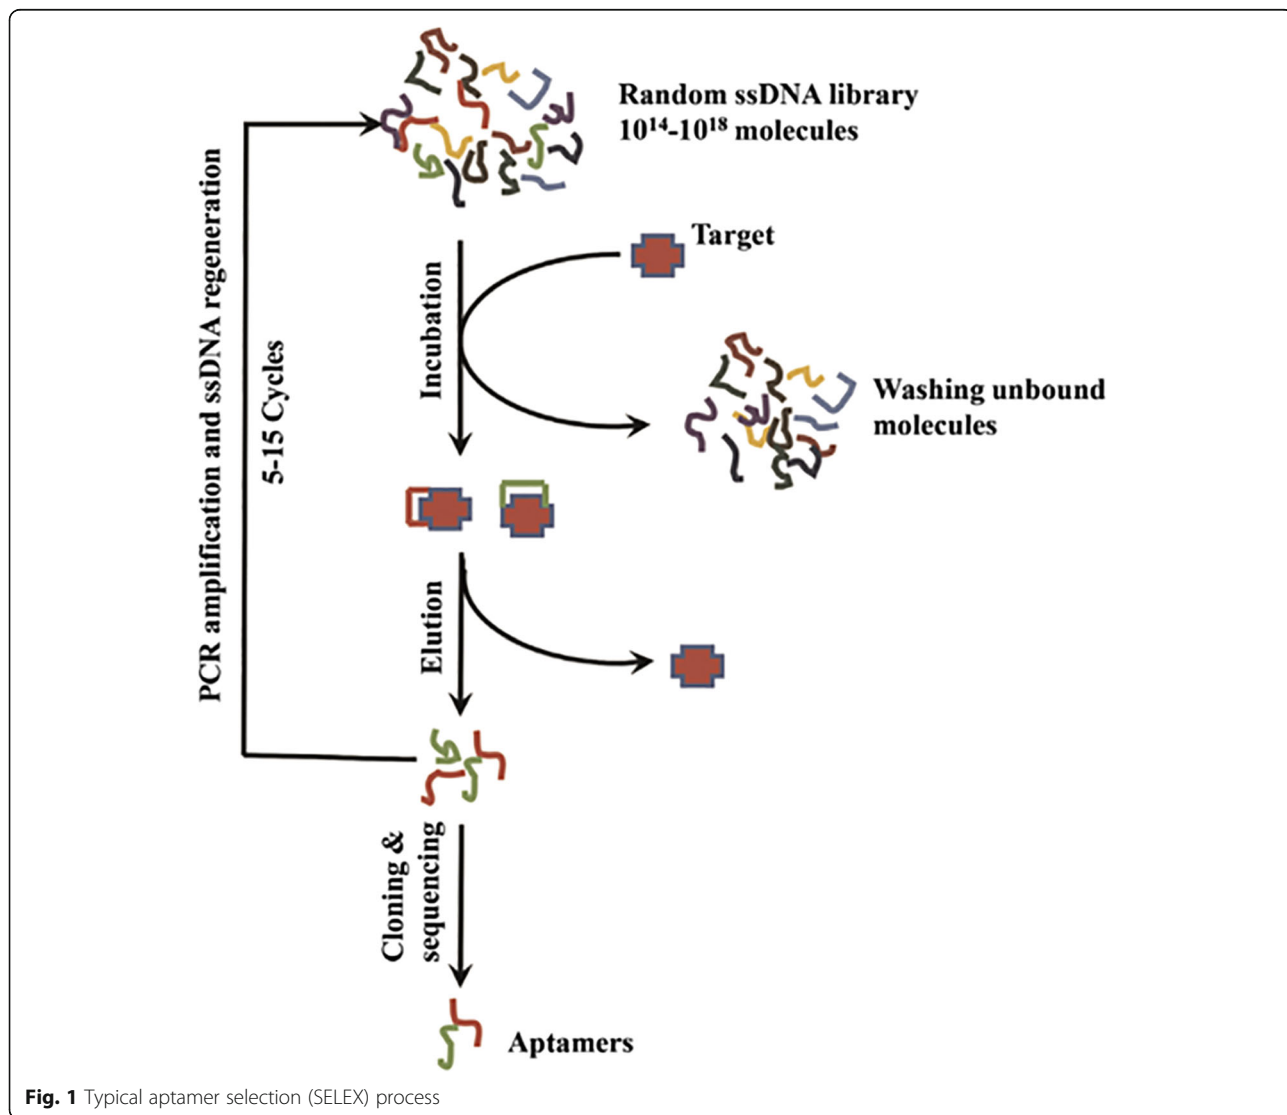 Random ssDNA library
10¹⁴-10¹⁸ molecules
Target
Incubation
Washing unbound
molecules
PCR amplification and ssDNA regeneration
5-15 Cycles
Elution
Cloning &
sequencing
Aptamers
Fig. 1 Typical aptamer selection (SELEX) process